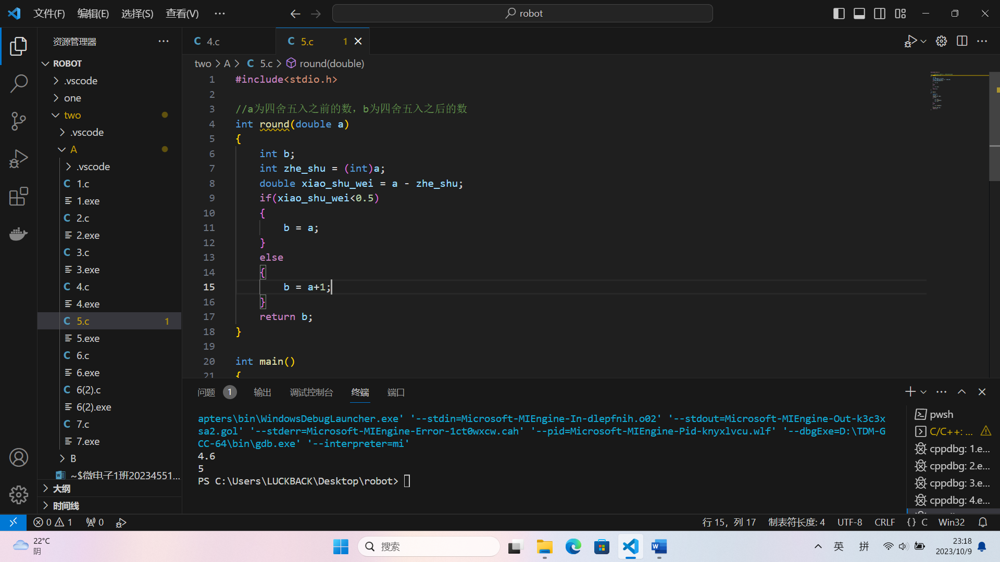 文件(F) 编辑(E) 选择(S) 查看(V) ··· robot
资源管理器 ···
ROBOT
.vscode
one
two
.vscode
A
.vscode
1.c
1.exe
2.c
2.exe
3.c
3.exe
4.c
4.exe
5.c 1
5.exe
6.c
6.exe
6(2).c
6(2).exe
7.c
7.exe
B
~$微电子1班20234551...
大纲
时间线
C 4.c
C 5.c 1
two > A > C 5.c > round(double)
1 #include<stdio.h>
2
3 //a为四舍五入之前的数，b为四舍五入之后的数
4 int round(double a)
5 {
6 int b;
7 int zhe_shu = (int)a;
8 double xiao_shu_wei = a - zhe_shu;
9 if(xiao_shu_wei<0.5)
10 {
11 b = a;
12 }
13 else
14 {
15 b = a+1;
16 }
17 return b;
18 }
19
20 int main()
21 {
问题 1 输出 调试控制台 终端 端口
apters\bin\WindowsDebugLauncher.exe' '--stdin=Microsoft-MIEngine-In-dlepfnih.o02' '--stdout=Microsoft-MIEngine-Out-k3c3x
sa2.gol' '--stderr=Microsoft-MIEngine-Error-1ct0wxcw.cah' '--pid=Microsoft-MIEngine-Pid-knyxlvcu.wlf' '--dbgExe=D:\TDM-G
CC-64\bin\gdb.exe' '--interpreter=mi'
4.6
5
PS C:\Users\LUCKBACK\Desktop\robot>
pwsh
C/C++: ...
cppdbg: 1.e...
cppdbg: 2.e...
cppdbg: 3.e...
cppdbg: 4.e...
0 1 0
行 15，列 17 制表符长度: 4 UTF-8 CRLF {} C Win32
22°C
阴
搜索
英 拼
23:18
2023/10/9